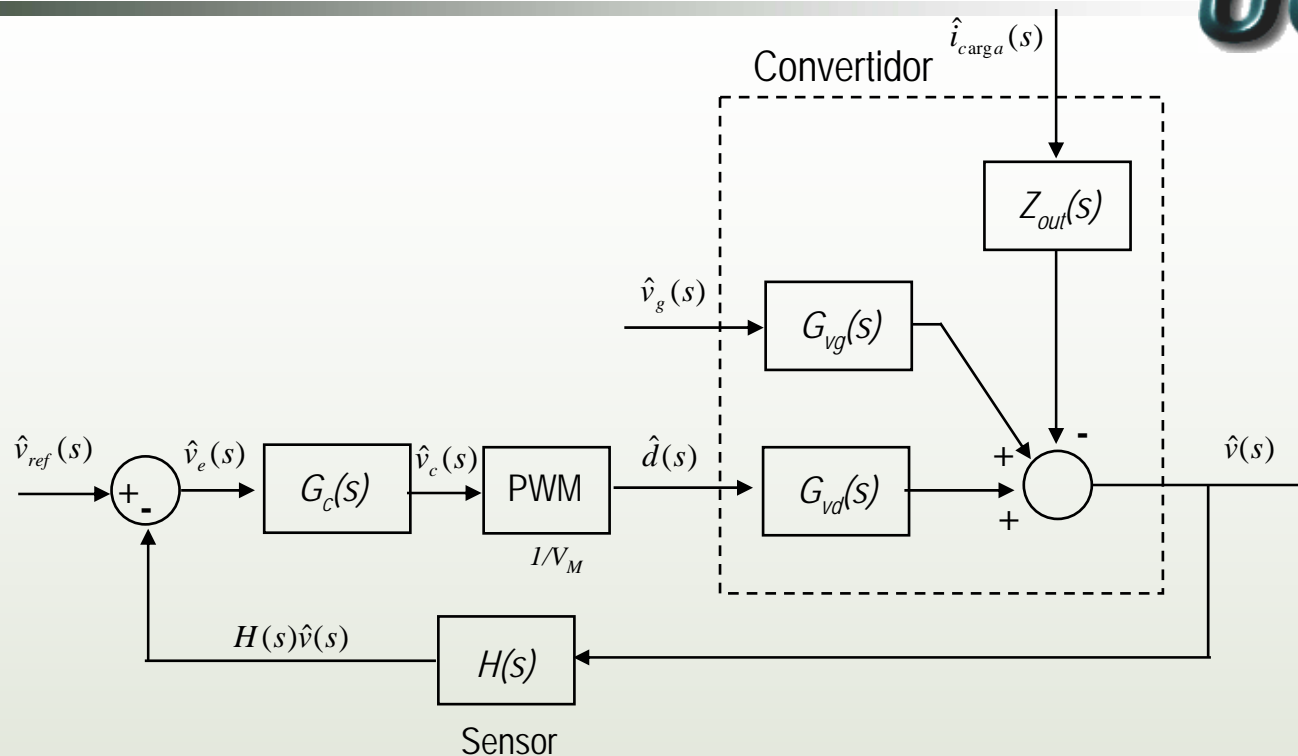 î_carga(s)
Convertidor
Z_out(s)
v̂_g(s)
G_vg(s)
-
v̂_ref(s)
v̂_e(s)
v̂_c(s)
d̂(s)
v̂(s)
+
+
-
G_c(s)
PWM
G_vd(s)
+
1/V_M
H(s)v̂(s)
H(s)
Sensor